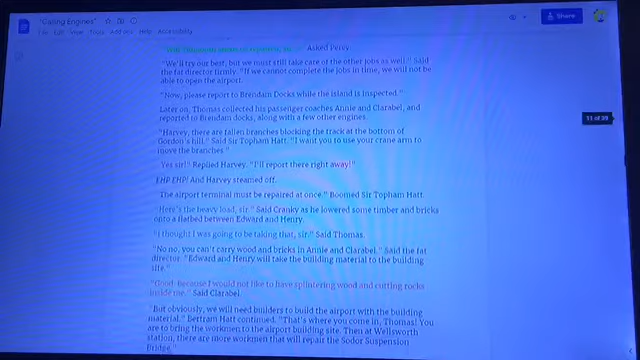 "Calling Engines"
File Edit View Tools Help Accessibility
Share
11 of 39
Asked Percy
"We'll try our best, but we must still take care of the other jobs as well." Said
the fat director firmly. "If we cannot complete the jobs in time, we will not be
able to open the airport.
"Now, please report to Brendam Docks while the island is inspected."
Later on, Thomas collected his passenger coaches Annie and Clarabel, and
reported to Brendam docks, along with a few other engines.
"Harvey, there are fallen branches blocking the track at the bottom of
Gordon's hill." Said Sir Topham Hatt. "I want you to use your crane arm to
move the branches"
"Yes sir!" Replied Harvey. "I'll report there right away!"
And Harvey steamed off.
"The airport terminal must be repaired at once." Boomed Sir Topham Hatt.
"Here's the heavy load, sir." Said Cranky as he lowered some timber and bricks
onto a flatbed between Edward and Henry.
"I thought I was going to be taking that, sir." Said Thomas.
"No no, you can't carry wood and bricks in Annie and Clarabel." Said the fat
director. "Edward and Henry will take the building material to the building
site."
"Good, because I would not like to have splintering wood and cutting rocks
inside me." Said Clarabel.
"But obviously, we will need builders to build the airport with the building
material." Bertram Hatt continued. "That's where you come in, Thomas! You
are to bring the workmen to the airport building site. Then at Wellsworth
station, there are more workmen that will repair the Sodor Suspension
Bridge."